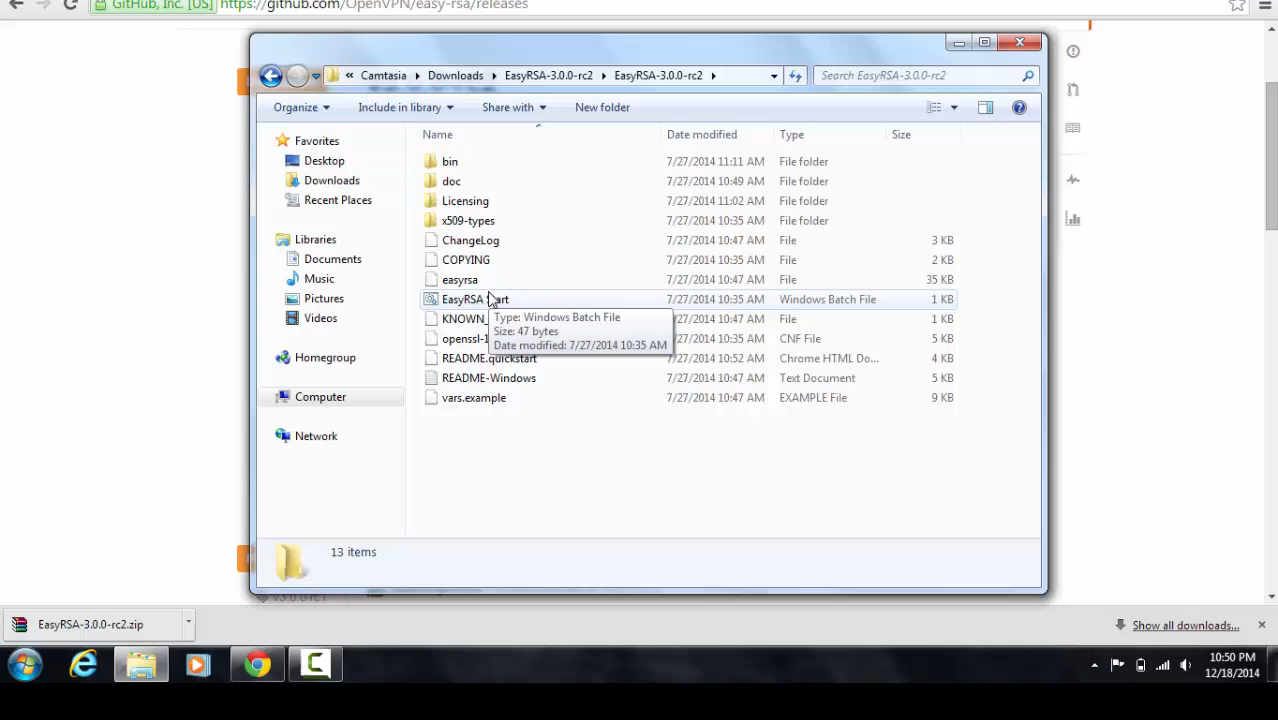 GitHub, Inc. [US] https://github.com/OpenVPN/easy-rsa/releases
« Camtasia Downloads EasyRSA-3.0.0-rc2 EasyRSA-3.0.0-rc2 Search EasyRSA-3.0.0-rc2
Organize Include in library Share with New folder
Name Date modified Type Size
Favorites
Desktop
Downloads
Recent Places
Libraries
Documents
Music
Pictures
Videos
Homegroup
Computer
Network
bin 7/27/2014 11:11 AM File folder
doc 7/27/2014 10:49 AM File folder
Licensing 7/27/2014 11:02 AM File folder
x509-types 7/27/2014 10:35 AM File folder
ChangeLog 7/27/2014 10:47 AM File 3 KB
COPYING 7/27/2014 10:35 AM File 2 KB
easyrsa 7/27/2014 10:47 AM File 35 KB
EasyRSA Start 7/27/2014 10:35 AM Windows Batch File 1 KB
KNOWN_ 7/27/2014 10:47 AM File 1 KB
openssl-1 7/27/2014 10:35 AM CNF File 5 KB
README.quickstart 7/27/2014 10:52 AM Chrome HTML Do... 4 KB
README-Windows 7/27/2014 10:47 AM Text Document 5 KB
vars.example 7/27/2014 10:47 AM EXAMPLE File 9 KB
Type: Windows Batch File
Size: 47 bytes
Date modified: 7/27/2014 10:35 AM
13 items
v3.0.0-rc1
EasyRSA-3.0.0-rc2.zip
Show all downloads...
10:50 PM
12/18/2014